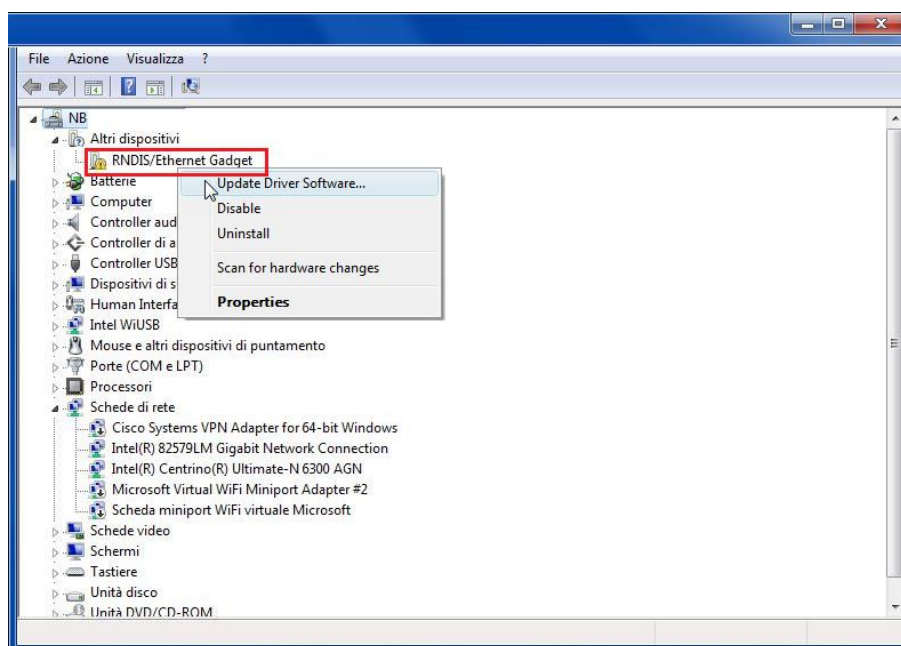 File Azione Visualizza ?
NB
Altri dispositivi
RNDIS/Ethernet Gadget
Batterie
Update Driver Software...
Computer
Disable
Controller aud
Controller di a
Uninstall
Controller USB
Scan for hardware changes
Dispositivi di s
Human Interfa
Properties
Intel WiUSB
Mouse e altri dispositivi di puntamento
Porte (COM e LPT)
Processori
Schede di rete
Cisco Systems VPN Adapter for 64-bit Windows
Intel(R) 82579LM Gigabit Network Connection
Intel(R) Centrino(R) Ultimate-N 6300 AGN
Microsoft Virtual WiFi Miniport Adapter #2
Scheda miniport WiFi virtuale Microsoft
Schede video
Schermi
Tastiere
Unità disco
Unità DVD/CD-ROM